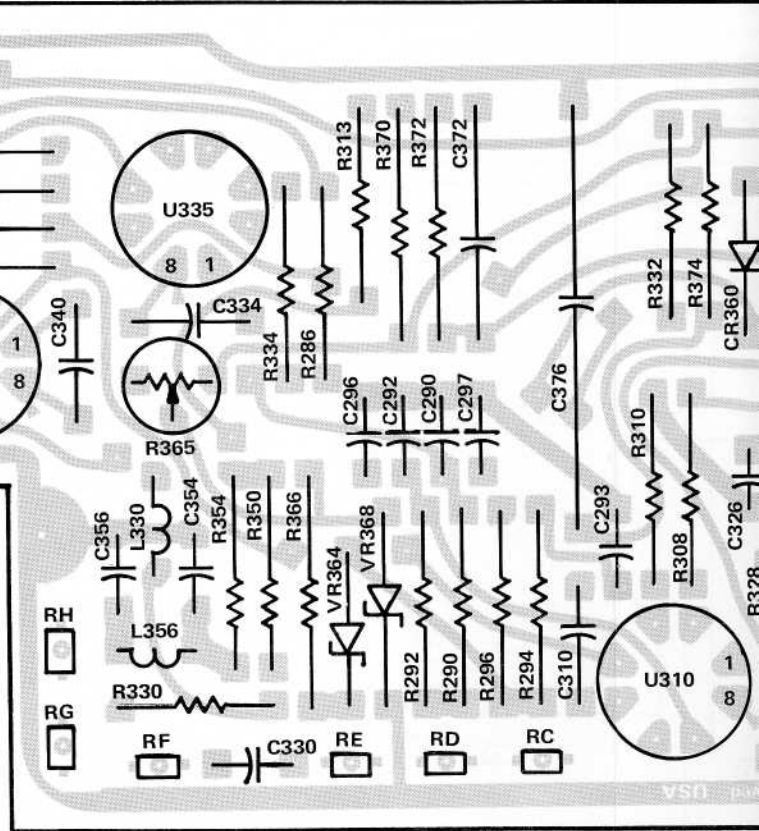 R313
R370
R372
C372
U335
8 1
C334
C340
R334
R286
R332
R374
CR360
1
8
R365
C296
C292
C290
C297
C376
R310
C293
R308
C326
R328
C356
L330
C354
R354
R350
R366
VR364
VR368
R292
R290
R296
R294
C310
U310
1
8
RH
L356
R330
RG
RF
C330
RE
RD
RC
USA